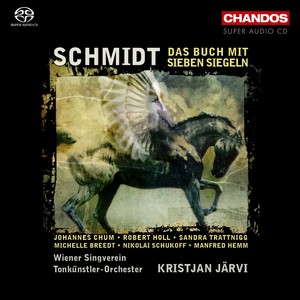 CHANDOS
SUPER AUDIO CD
SCHMIDT
DAS BUCH MIT
SIEBEN SIEGELN
JOHANNES CHUM • ROBERT HOLL • SANDRA TRATTNIGG
MICHELLE BREEDT • NIKOLAI SCHUKOFF • MANFRED HEMM
Wiener Singverein
Tonkünstler-Orchester
KRISTJAN JÄRVI